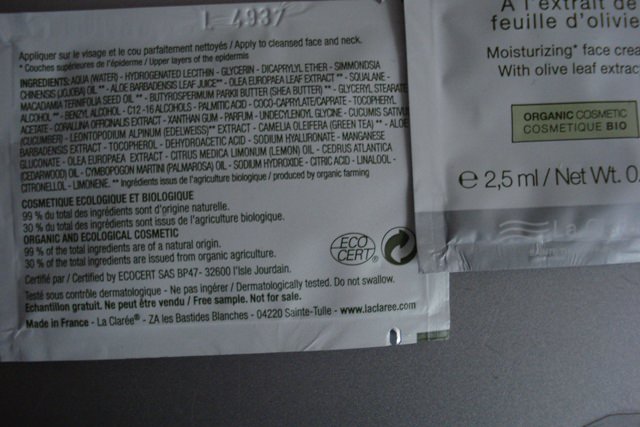 L 4937
Appliquer sur le visage et le cou parfaitement nettoyés / Apply to cleansed face and neck.
* Couches supérieures de l'épiderme / Upper layers of the epidermis
INGREDIENTS: AQUA (WATER) - HYDROGENATED LECITHIN - GLYCERIN - DICAPRYLYL ETHER - SIMMONDSIA
CHINENSIS (JOJOBA) OIL ** - ALOE BARBADENSIS LEAF JUICE** - OLEA EUROPAEA LEAF EXTRACT ** - SQUALANE -
MACADAMIA TERNIFOLIA SEED OIL ** - BUTYROSPERMUM PARKII BUTTER (SHEA BUTTER) ** - GLYCERYL STEARATE
ALCOHOL ** - BENZYL ALCOHOL - C12-16 ALCOHOLS - PALMITIC ACID - COCO-CAPRYLATE/CAPRATE - TOCOPHERYL
ACETATE - CORALLINA OFFICINALIS EXTRACT - XANTHAN GUM - PARFUM - UNDECYLENOYL GLYCINE - CUCUMIS SATIVUS
(CUCUMBER) - LEONTOPODIUM ALPINUM (EDELWEISS)** EXTRACT - CAMELIA OLEIFERA (GREEN TEA) ** - ALOE
BARBADENSIS EXTRACT - TOCOPHEROL - DEHYDROACETIC ACID - SODIUM HYALURONATE - MANGANESE
GLUCONATE - OLEA EUROPAEA EXTRACT - CITRUS MEDICA LIMONUM (LEMON) OIL - CEDRUS ATLANTICA
(CEDARWOOD) OIL - CYMBOPOGON MARTINI (PALMAROSA) OIL - SODIUM HYDROXIDE - CITRIC ACID - LINALOOL -
CITRONELLOL - LIMONENE. ** Ingrédients issus de l'agriculture biologique / produced by organic farming
COSMETIQUE ECOLOGIQUE ET BIOLOGIQUE
99 % du total des ingrédients sont d'origine naturelle.
30 % du total des ingrédients sont issus de l'agriculture biologique.
ORGANIC AND ECOLOGICAL COSMETIC
99 % of the total ingredients are of a natural origin.
30 % of the total ingredients are issued from organic agriculture.
Certifié par / Certified by ECOCERT SAS BP47 - 32600 l'Isle Jourdain.
ECO
CERT
Testé sous contrôle dermatologique - Ne pas ingérer / Dermatologically tested. Do not swallow.
Echantillon gratuit. Ne peut être vendu / Free sample. Not for sale.
Made in France - La Clarée® - ZA les Bastides Blanches - 04220 Sainte-Tulle - www.laclaree.com
A l'extrait de
feuille d'olivie
Moisturizing* face crea
With olive leaf extrac
ORGANIC COSMETIC
COSMETIQUE BIO
e 2,5 ml / Net Wt. 0.
La C